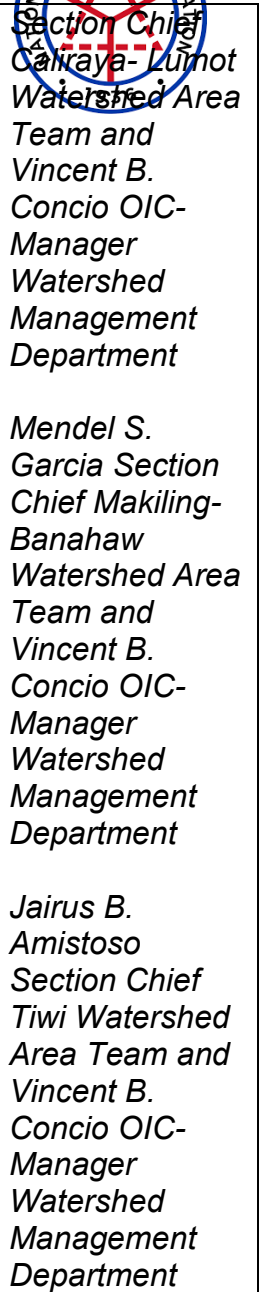 Section Chief
Caliraya- Lumot
Watershed Area
Team and
Vincent B.
Concio OIC-
Manager
Watershed
Management
Department
Mendel S.
Garcia Section
Chief Makiling-
Banahaw
Watershed Area
Team and
Vincent B.
Concio OIC-
Manager
Watershed
Management
Department
Jairus B.
Amistoso
Section Chief
Tiwi Watershed
Area Team and
Vincent B.
Concio OIC-
Manager
Watershed
Management
Department